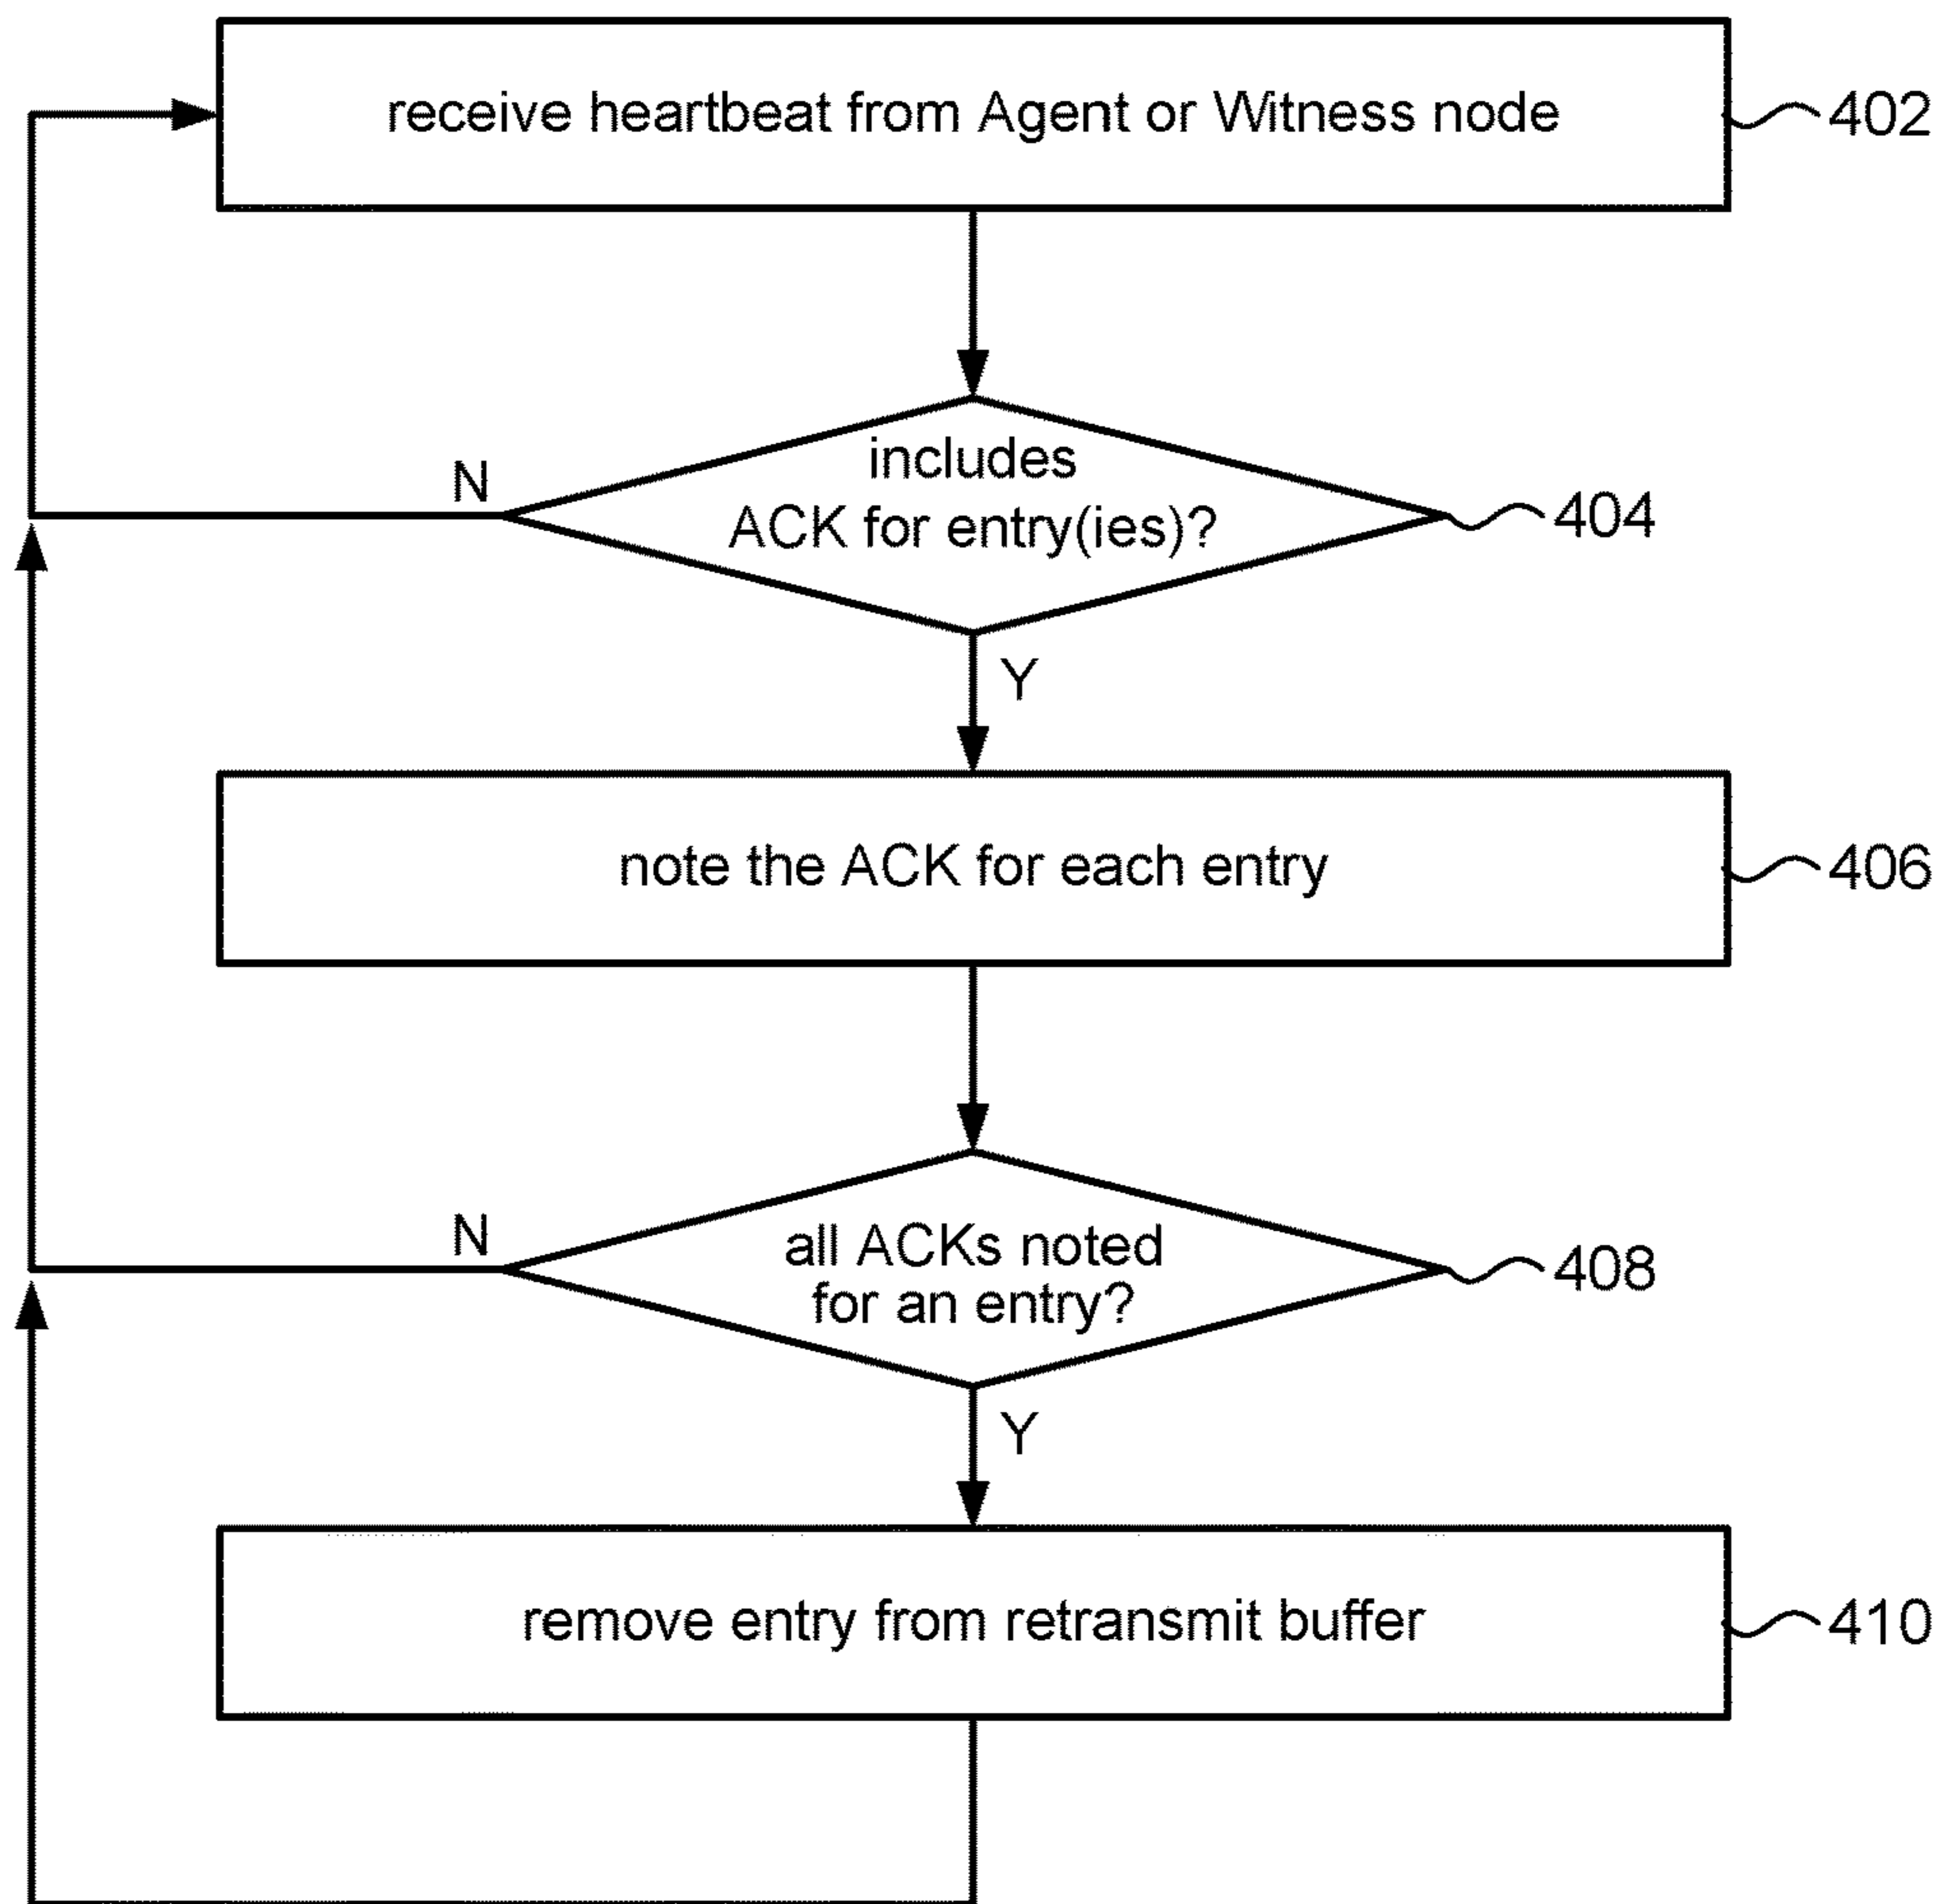 receive heartbeat from Agent or Witness node
402
includes
ACK for entry(ies)?
404
N
Y
note the ACK for each entry
406
all ACKs noted
for an entry?
408
N
Y
remove entry from retransmit buffer
410